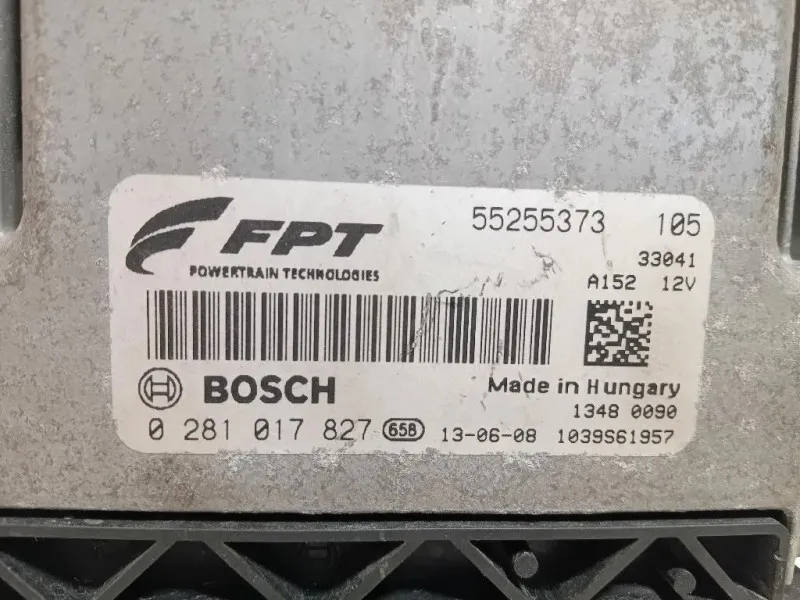 FPT 55255373 105
33041
POWERTRAIN TECHNOLOGIES A152 12V
BOSCH Made in Hungary
1348 0090
0 281 017 827 658 13-06-08 1039S61957